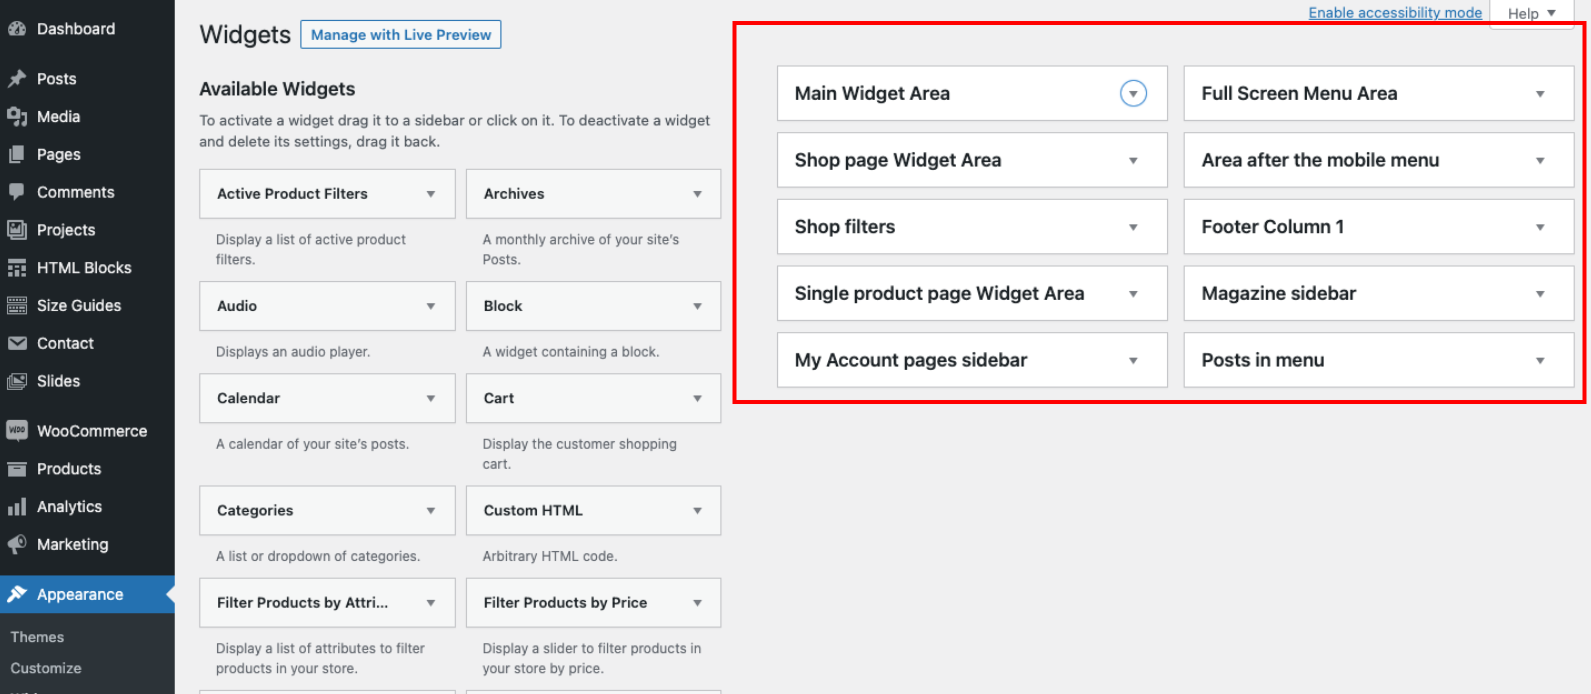 Dashboard
Posts
Media
Pages
Comments
Projects
HTML Blocks
Size Guides
Contact
Slides
WooCommerce
Products
Analytics
Marketing
Appearance
Themes
Customize
Widgets
Manage with Live Preview
Enable accessibility mode
Help
Available Widgets
To activate a widget drag it to a sidebar or click on it. To deactivate a widget
and delete its settings, drag it back.
Active Product Filters
Display a list of active product
filters.
Archives
A monthly archive of your site's
Posts.
Audio
Displays an audio player.
Block
A widget containing a block.
Calendar
A calendar of your site's posts.
Cart
Display the customer shopping
cart.
Categories
A list or dropdown of categories.
Custom HTML
Arbitrary HTML code.
Filter Products by Attri...
Display a list of attributes to filter
products in your store.
Filter Products by Price
Display a slider to filter products in
your store by price.
Main Widget Area
Shop page Widget Area
Shop filters
Single product page Widget Area
My Account pages sidebar
Full Screen Menu Area
Area after the mobile menu
Footer Column 1
Magazine sidebar
Posts in menu